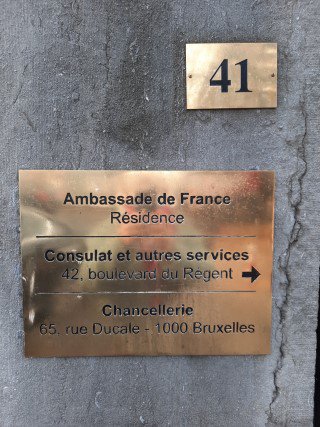 41
Ambassade de France
Résidence
Consulat et autres services
42, boulevard du Régent →
Chancellerie
65, rue Ducale - 1000 Bruxelles